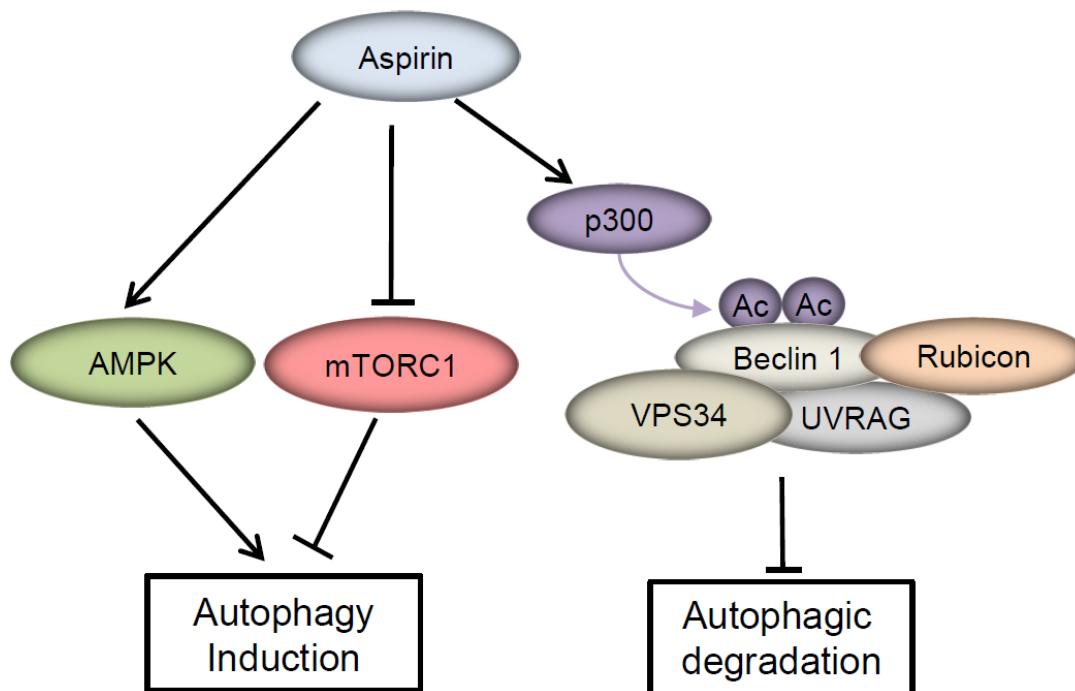 Aspirin
p300
Ac Ac
AMPK
mTORC1
Beclin 1
Rubicon
VPS34
UVRAG
Autophagy
Induction
Autophagic
degradation